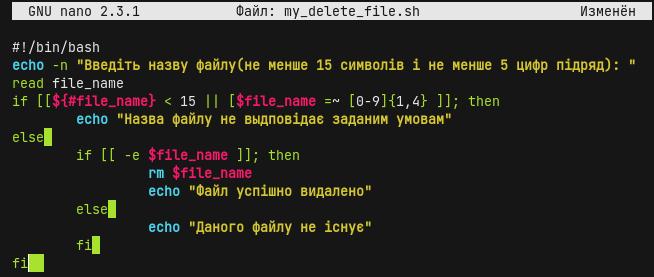 GNU nano 2.3.1 Файл: my_delete_file.sh Изменён
#!/bin/bash
echo -n "Введіть назву файлу(не менше 15 символів і не менше 5 цифр підряд): "
read file_name
if [[${#file_name} < 15 || [$file_name =~ [0-9]{1,4} ]]; then
echo "Назва файлу не выдповідає заданим умовам"
else
if [[ -e $file_name ]]; then
rm $file_name
echo "Файл успішно видалено"
else
echo "Даного файлу не існує"
fi
fi